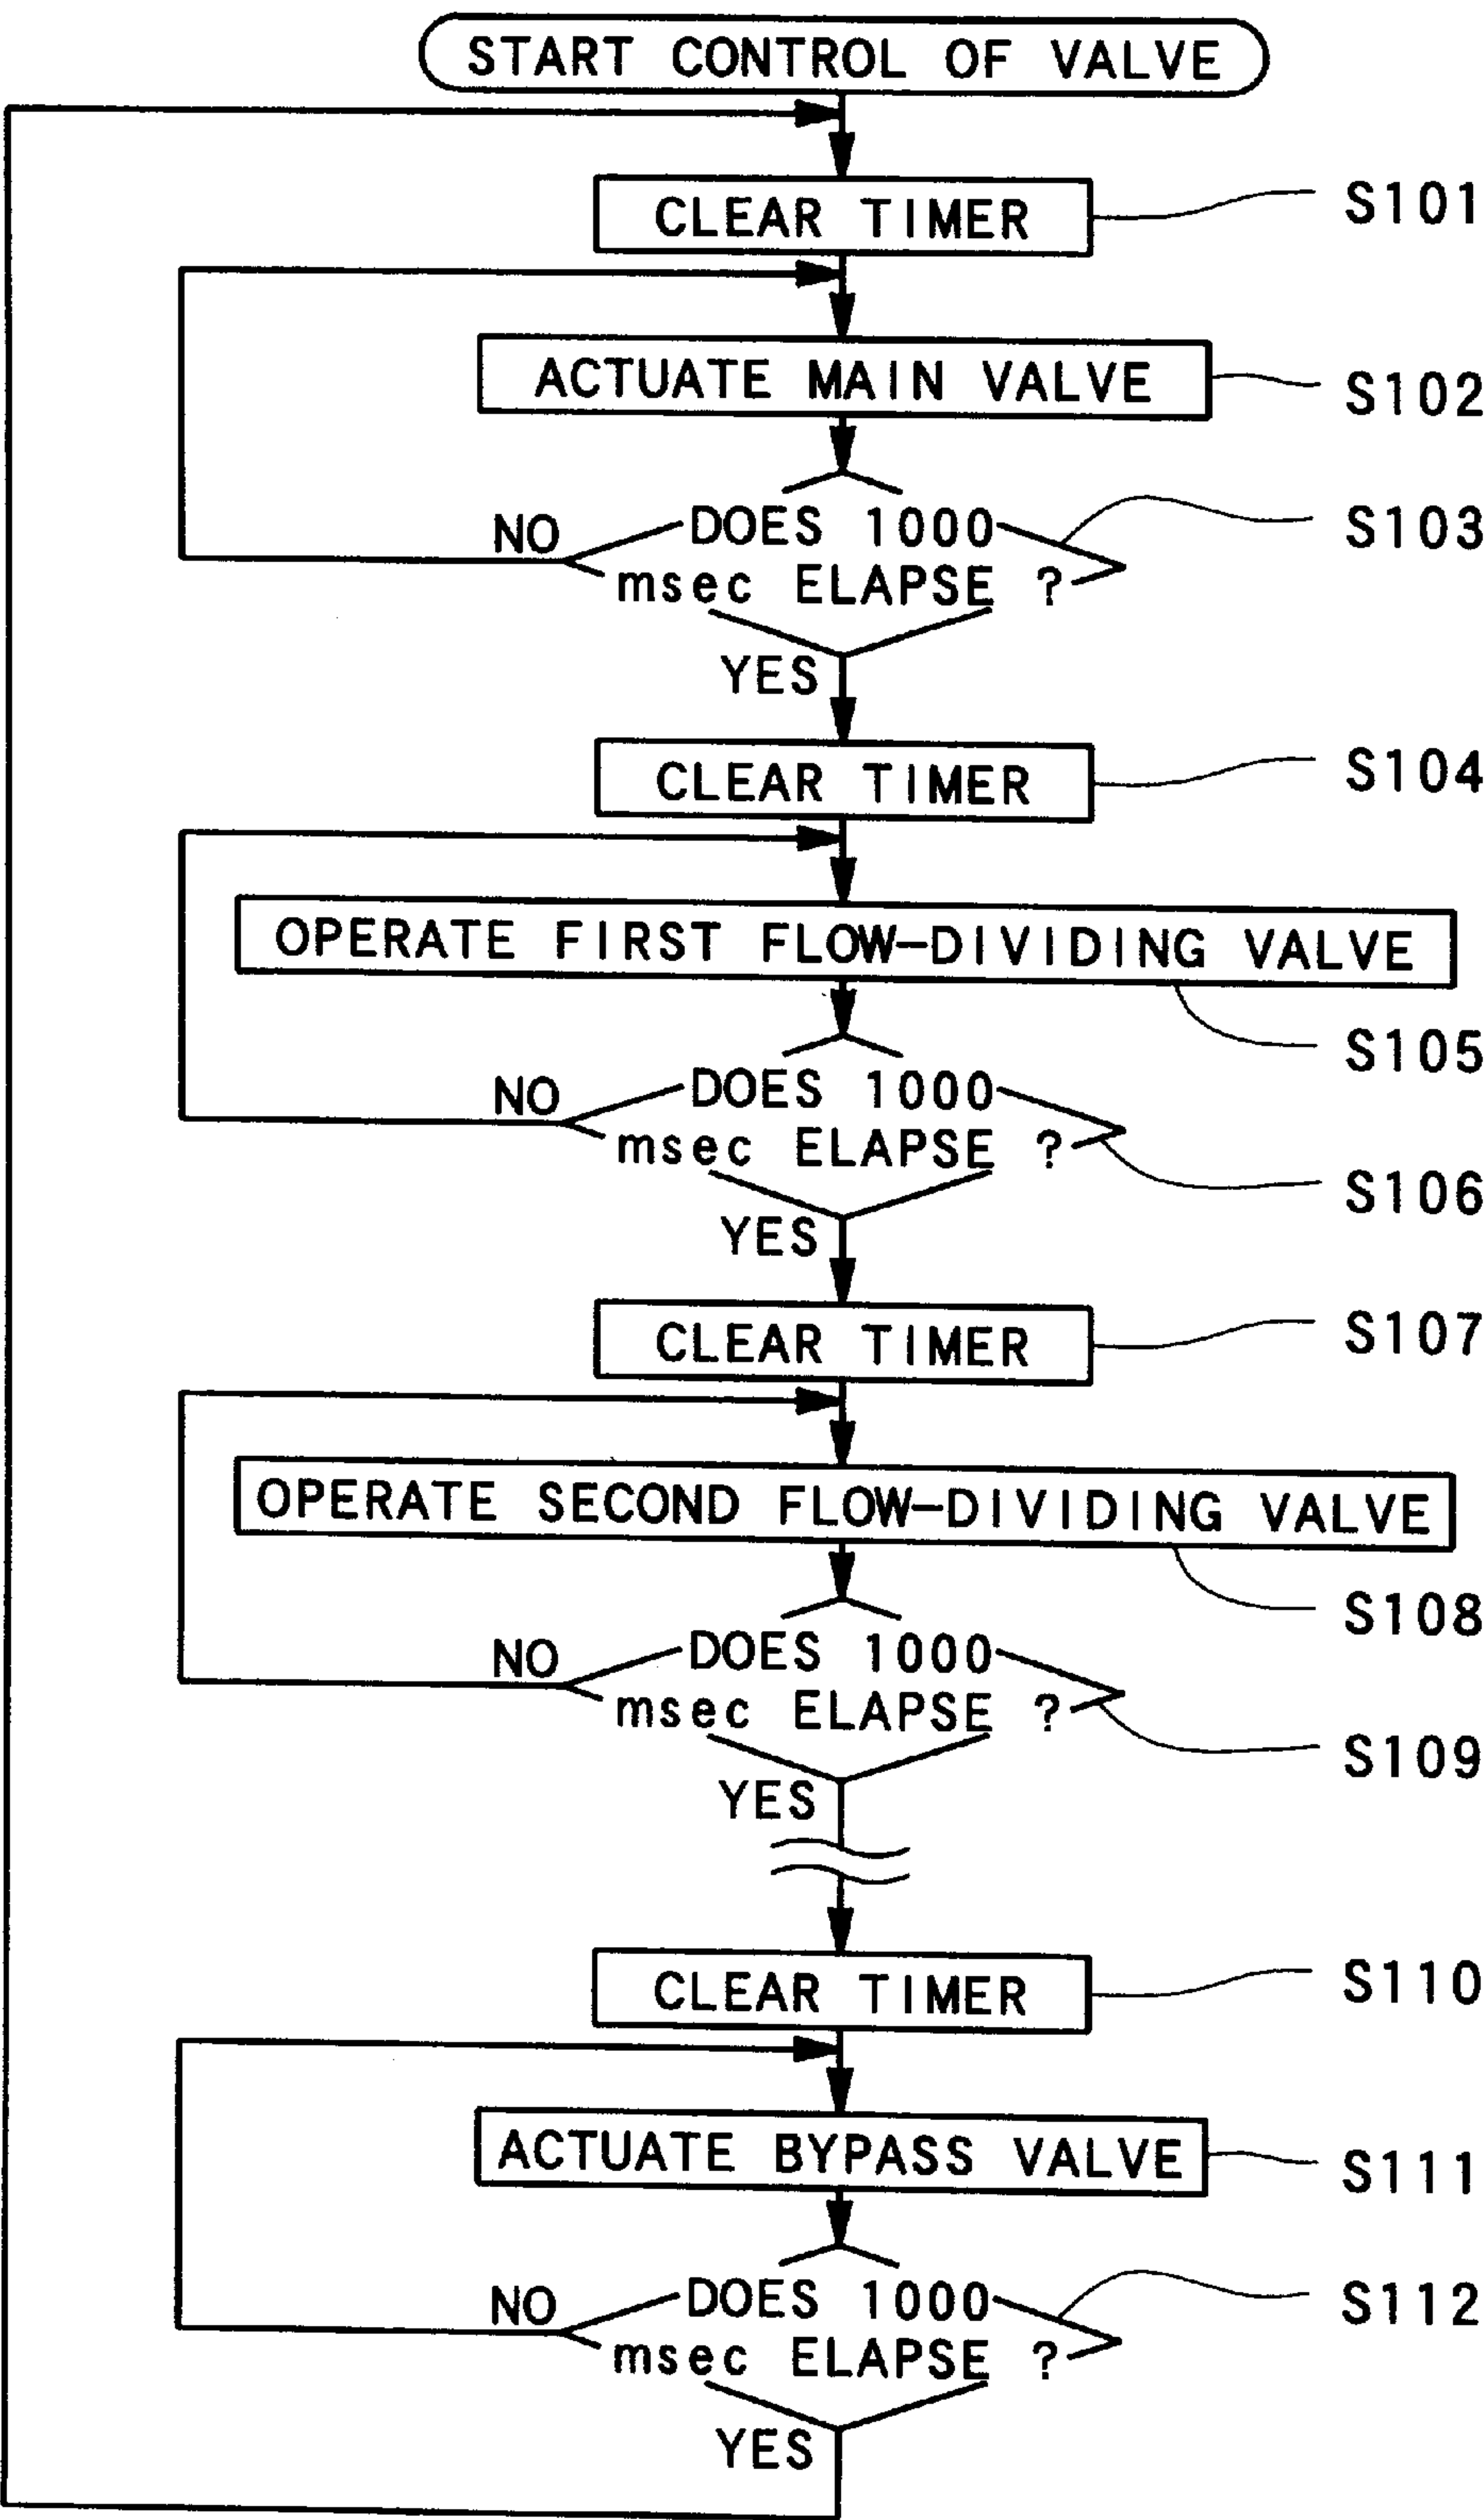 START CONTROL OF VALVE
CLEAR TIMER
S101
ACTUATE MAIN VALVE
S102
NO
DOES 1000
msec ELAPSE ?
S103
YES
CLEAR TIMER
S104
OPERATE FIRST FLOW-DIVIDING VALVE
S105
NO
DOES 1000
msec ELAPSE ?
S106
YES
CLEAR TIMER
S107
OPERATE SECOND FLOW-DIVIDING VALVE
S108
NO
DOES 1000
msec ELAPSE ?
S109
YES
CLEAR TIMER
S110
ACTUATE BYPASS VALVE
S111
NO
DOES 1000
msec ELAPSE ?
S112
YES